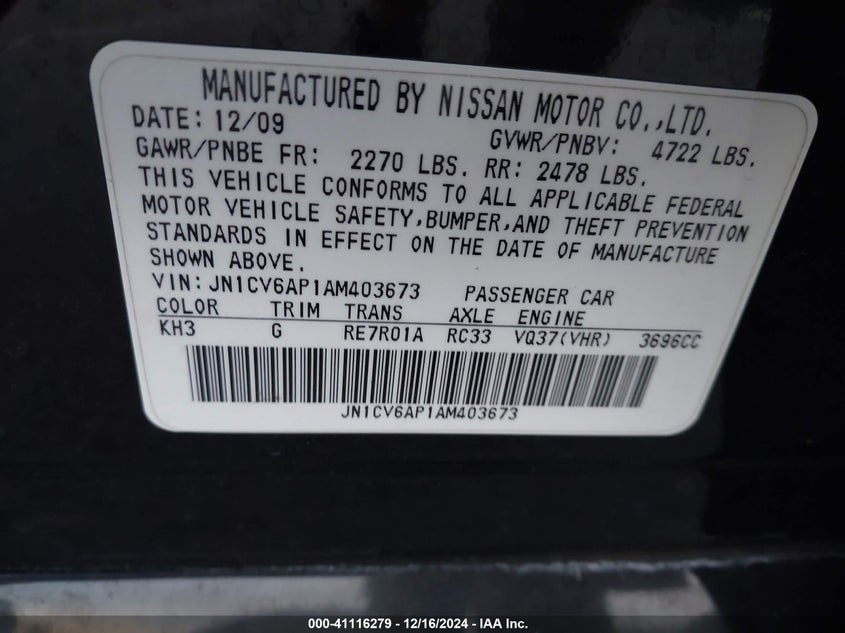 MANUFACTURED BY NISSAN MOTOR CO.,LTD.
DATE: 12/09 GVWR/PNBV: 4722 LBS.
GAWR/PNBE FR: 2270 LBS. RR: 2478 LBS.
THIS VEHICLE CONFORMS TO ALL APPLICABLE FEDERAL
MOTOR VEHICLE SAFETY,BUMPER,AND THEFT PREVENTION
STANDARDS IN EFFECT ON THE DATE OF MANUFACTURE
SHOWN ABOVE.
VIN: JN1CV6AP1AM403673 PASSENGER CAR
COLOR TRIM TRANS AXLE ENGINE
KH3 G RE7R01A RC33 VQ37(VHR) 3696CC
JN1CV6AP1AM403673
000-41116279 - 12/16/2024 - IAA Inc.